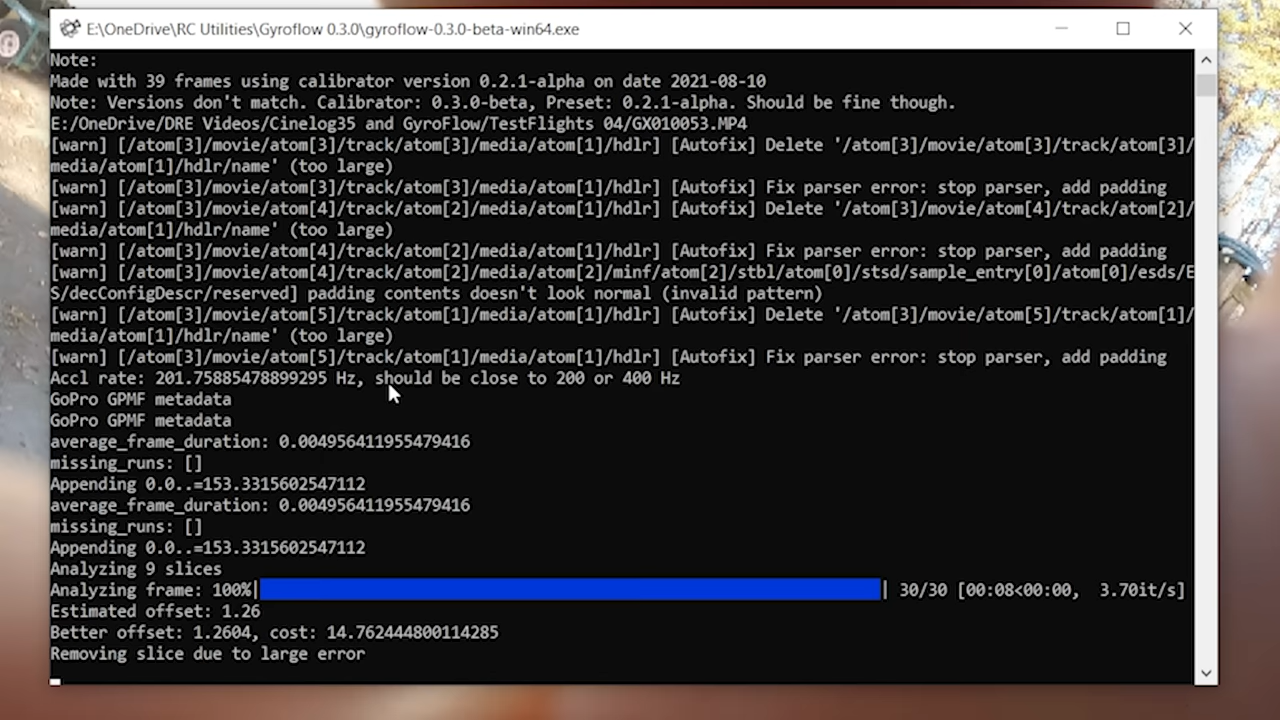 E:\OneDrive\RC Utilities\Gyroflow 0.3.0\gyroflow-0.3.0-beta-win64.exe
Note:
Made with 39 frames using calibrator version 0.2.1-alpha on date 2021-08-10
Note: Versions don't match. Calibrator: 0.3.0-beta, Preset: 0.2.1-alpha. Should be fine though.
E:/OneDrive/DRE Videos/Cinelog35 and GyroFlow/TestFlights 04/GX010053.MP4
[warn] [/atom[3]/movie/atom[3]/track/atom[3]/media/atom[1]/hdlr] [Autofix] Delete '/atom[3]/movie/atom[3]/track/atom[3]/
media/atom[1]/hdlr/name' (too large)
[warn] [/atom[3]/movie/atom[3]/track/atom[3]/media/atom[1]/hdlr] [Autofix] Fix parser error: stop parser, add padding
[warn] [/atom[3]/movie/atom[4]/track/atom[2]/media/atom[1]/hdlr] [Autofix] Delete '/atom[3]/movie/atom[4]/track/atom[2]/
media/atom[1]/hdlr/name' (too large)
[warn] [/atom[3]/movie/atom[4]/track/atom[2]/media/atom[1]/hdlr] [Autofix] Fix parser error: stop parser, add padding
[warn] [/atom[3]/movie/atom[4]/track/atom[2]/media/atom[2]/minf/atom[2]/stbl/atom[0]/stsd/sample_entry[0]/atom[0]/esds/E
S/decConfigDescr/reserved] padding contents doesn't look normal (invalid pattern)
[warn] [/atom[3]/movie/atom[5]/track/atom[1]/media/atom[1]/hdlr] [Autofix] Delete '/atom[3]/movie/atom[5]/track/atom[1]/
media/atom[1]/hdlr/name' (too large)
[warn] [/atom[3]/movie/atom[5]/track/atom[1]/media/atom[1]/hdlr] [Autofix] Fix parser error: stop parser, add padding
Accl rate: 201.75885478899295 Hz, should be close to 200 or 400 Hz
GoPro GPMF metadata
GoPro GPMF metadata
average_frame_duration: 0.004956411955479416
missing_runs: []
Appending 0.0..=153.3315602547112
average_frame_duration: 0.004956411955479416
missing_runs: []
Appending 0.0..=153.3315602547112
Analyzing 9 slices
Analyzing frame: 100%| | 30/30 [00:08<00:00, 3.70it/s]
Estimated offset: 1.26
Better offset: 1.2604, cost: 14.762444800114285
Removing slice due to large error